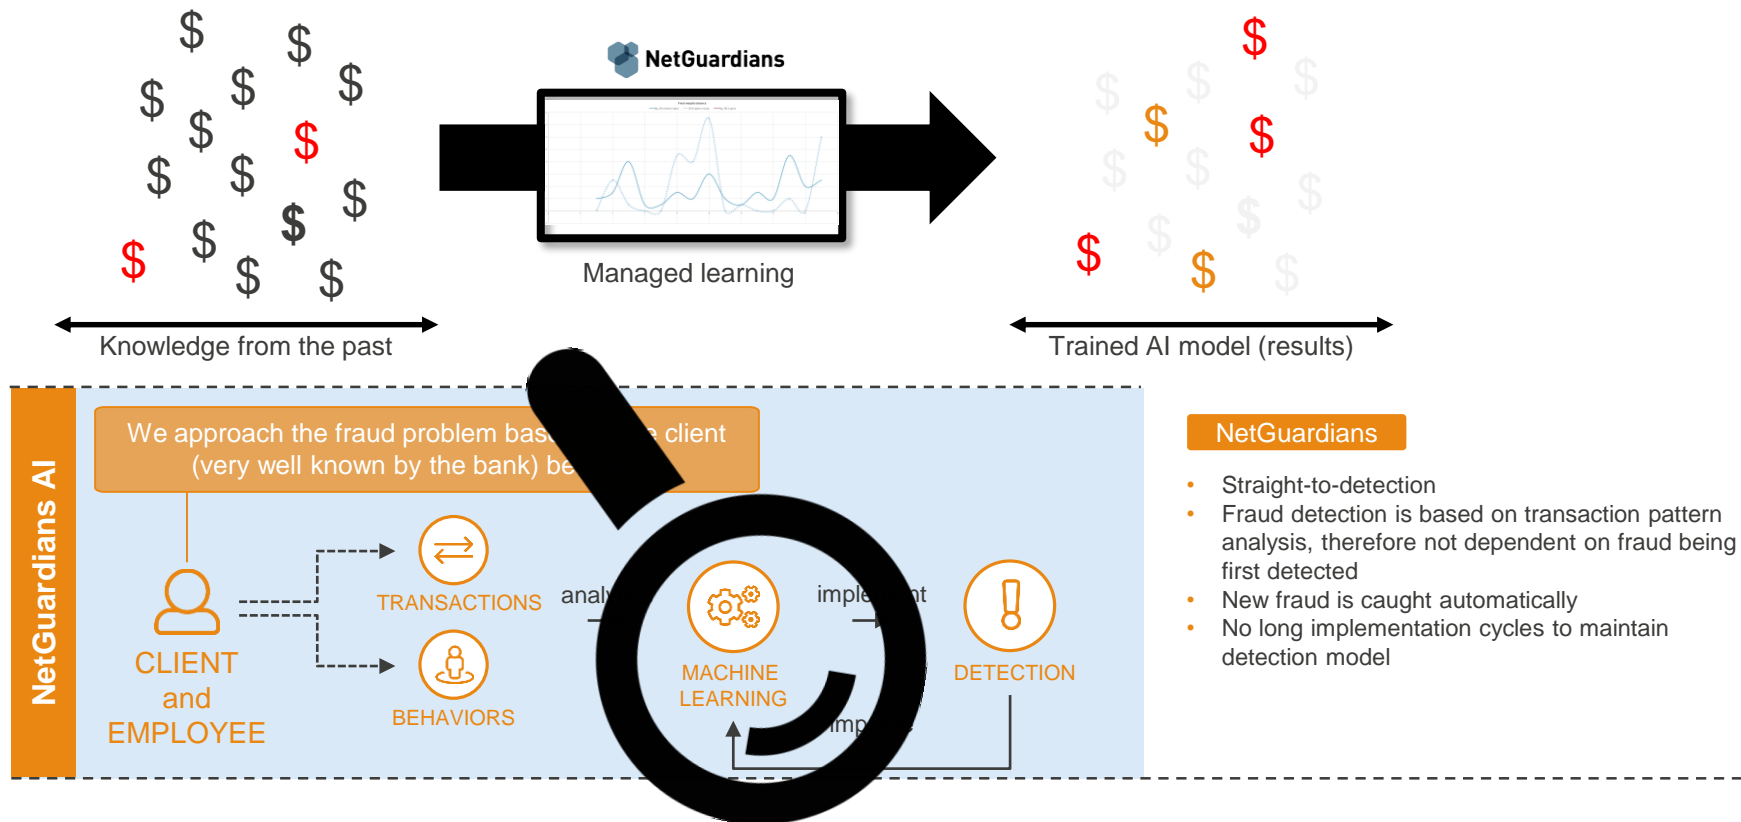 $ $ $ $ $ $ $ $ $ $ $ $ $ $ $ $
NetGuardians
$ $ $ $ $ $ $ $ $ $ $ $ $ $ $
Managed learning
Knowledge from the past
Trained AI model (results)
NetGuardians AI
We approach the fraud problem client
(very well known by the bank)
TRANSACTIONS
BEHAVIORS
CLIENT
and
EMPLOYEE
MACHINE
LEARNING
implement
DETECTION
NetGuardians
• Straight-to-detection
• Fraud detection is based on transaction pattern
analysis, therefore not dependent on fraud being
first detected
• New fraud is caught automatically
• No long implementation cycles to maintain
detection model